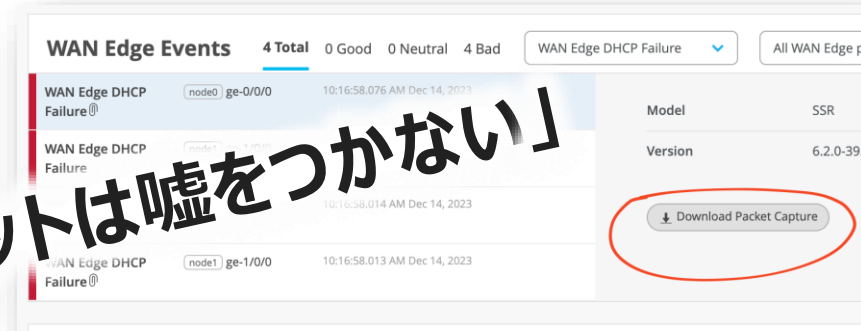 WAN Edge Events 4 Total 0 Good 0 Neutral 4 Bad WAN Edge DHCP Failure All WAN Edge
WAN Edge DHCP Failure node0 ge-0/0/0 10:16:58.076 AM Dec 14, 2023
WAN Edge DHCP Failure
ットは嘘をつかない」
:16:58.014 AM Dec 14, 2023
WAN Edge DHCP Failure node1 ge-1/0/0 10:16:58.013 AM Dec 14, 2023
Model SSR
Version 6.2.0-39
Download Packet Capture